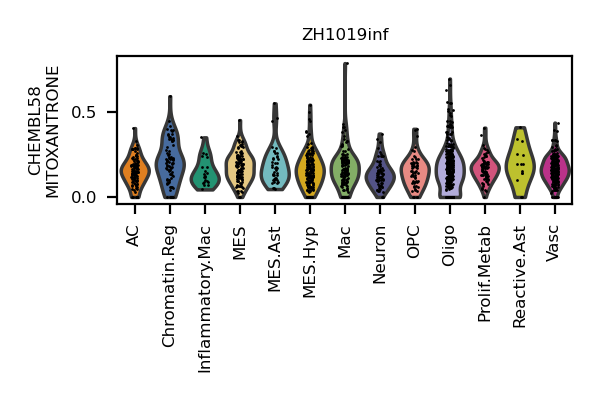 ZH1019inf
CHEMBL58
MITOXANTRONE
0.5
0.0
AC
Chromatin.Reg
Inflammatory.Mac
MES
MES.Ast
MES.Hyp
Mac
Neuron
OPC
Oligo
Prolif.Metab
Reactive.Ast
Vasc